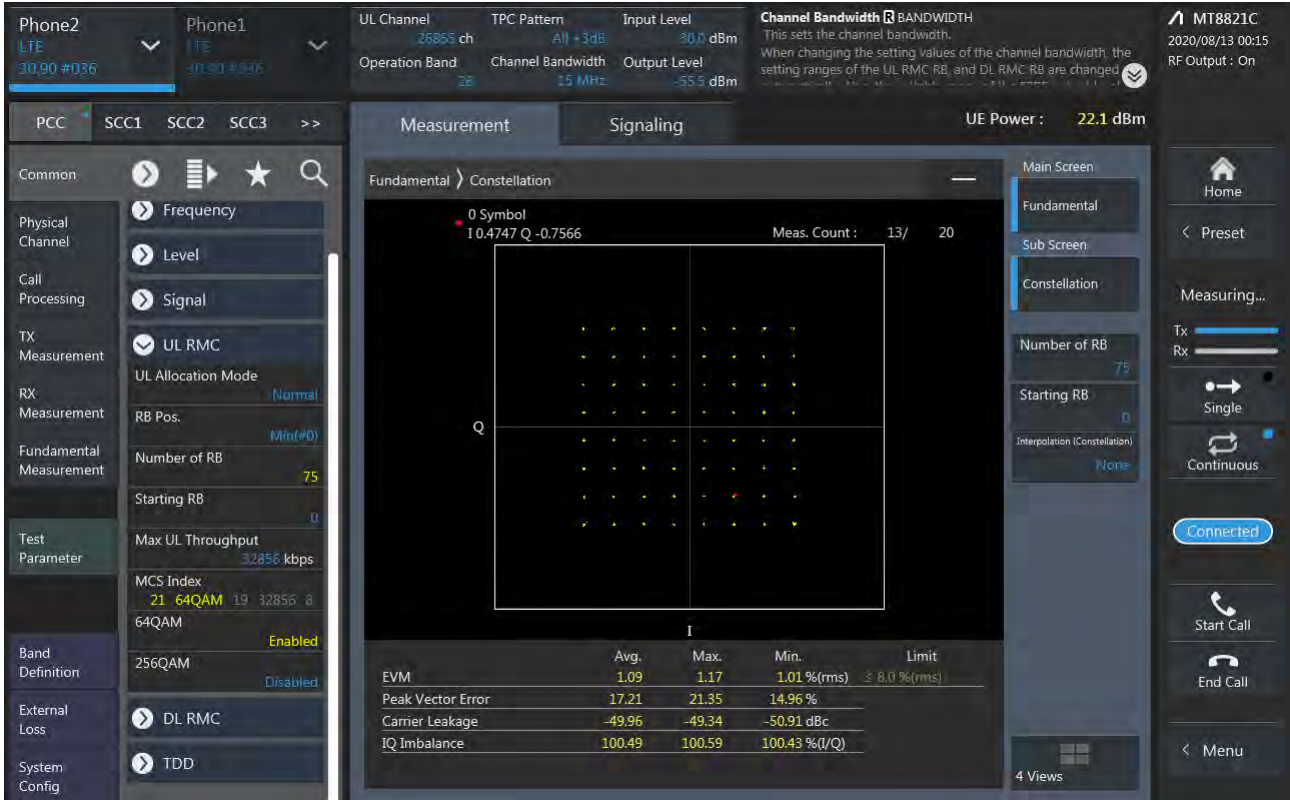 Phone2
LTE
30.90 #036
Phone1
LTE
UL Channel
26865 ch
Operation Band
26
TPC Pattern
All +3dB
Channel Bandwidth
15 MHz
Input Level
30.0 dBm
Output Level
-55.5 dBm
Channel Bandwidth R BANDWIDTH
This sets the channel bandwidth.
When changing the setting values of the channel bandwidth, the
setting ranges of the UL RMC RB, and DL RMC RB are changed
MT8821C
2020/08/13 00:15
RF Output : On
PCC SCC1 SCC2 SCC3 >>
Measurement
Signaling
UE Power : 22.1 dBm
Common
Physical
Channel
Call
Processing
TX
Measurement
RX
Measurement
Fundamental
Measurement
Test
Parameter
Band
Definition
External
Loss
System
Config
Frequency
Level
Signal
UL RMC
UL Allocation Mode
Normal
RB Pos.
Min(#0)
Number of RB
75
Starting RB
0
Max UL Throughput
32856 kbps
MCS Index
21 64QAM 19 32856 8
64QAM
Enabled
256QAM
Disabled
DL RMC
TDD
Fundamental > Constellation
0 Symbol
I 0.4747 Q -0.7566
Meas. Count : 13/ 20
Q
I
Avg. Max. Min. Limit
EVM 1.09 1.17 1.01 %(rms) ≤ 8.0 %(rms)
Peak Vector Error 17.21 21.35 14.96 %
Carrier Leakage -49.96 -49.34 -50.91 dBc
IQ Imbalance 100.49 100.59 100.43 %(I/Q)
Main Screen
Fundamental
Sub Screen
Constellation
Number of RB
75
Starting RB
0
Interpolation (Constellation)
None
4 Views
Home
< Preset
Measuring...
Tx
Rx
Single
Continuous
Connected
Start Call
End Call
< Menu